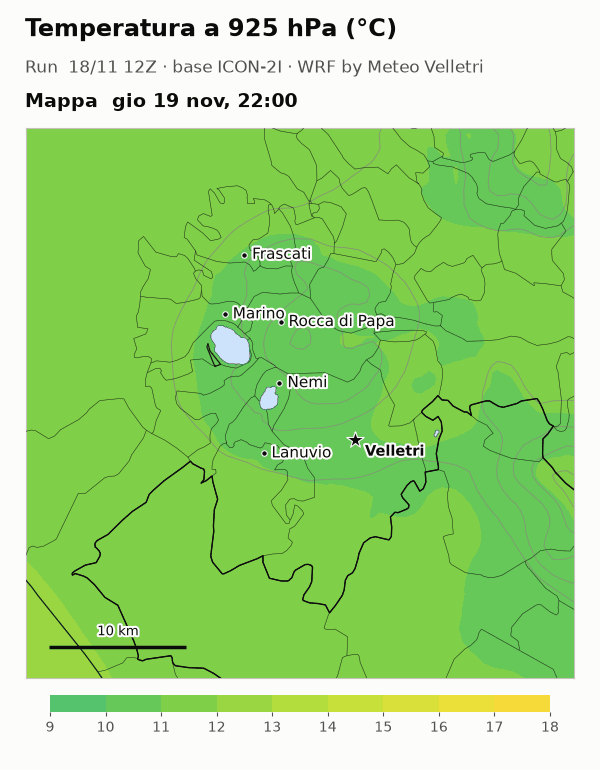 Temperatura a 925 hPa (°C)
Run  18/11 12Z · base ICON-2I · WRF by Meteo Velletri
Mappa  gio 19 nov, 22:00
Frascati
Marino
Rocca di Papa
Nemi
Velletri
Lanuvio
10 km
9 10 11 12 13 14 15 16 17 18